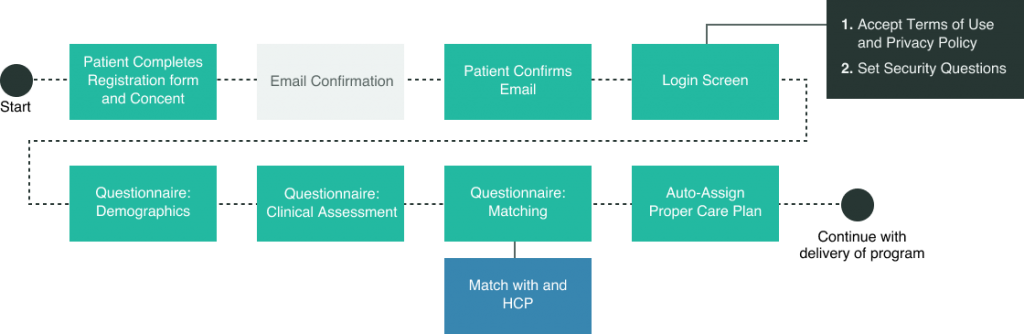 Start
Patient Completes
Registration form
and Concent
Email Confirmation
Patient Confirms
Email
Login Screen
1. Accept Terms of Use
and Privacy Policy
2. Set Security Questions
Questionnaire:
Demographics
Questionnaire:
Clinical Assessment
Questionnaire:
Matching
Auto-Assign
Proper Care Plan
Continue with
delivery of program
Match with and
HCP